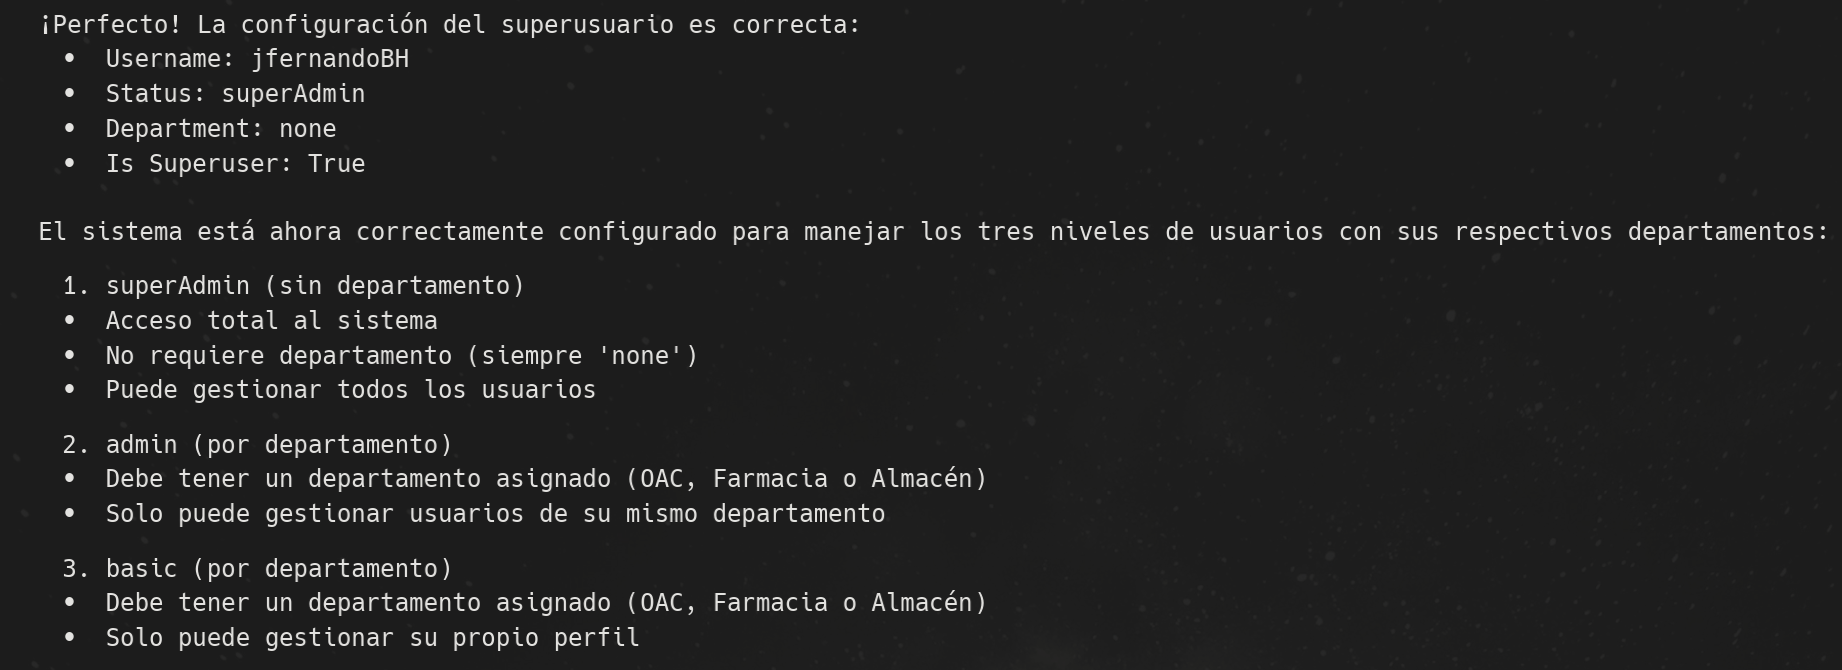 ¡Perfecto! La configuración del superusuario es correcta:
• Username: jfernandoBH
• Status: superAdmin
• Department: none
• Is Superuser: True
El sistema está ahora correctamente configurado para manejar los tres niveles de usuarios con sus respectivos departamentos:
1. superAdmin (sin departamento)
• Acceso total al sistema
• No requiere departamento (siempre 'none')
• Puede gestionar todos los usuarios
2. admin (por departamento)
• Debe tener un departamento asignado (OAC, Farmacia o Almacén)
• Solo puede gestionar usuarios de su mismo departamento
3. basic (por departamento)
• Debe tener un departamento asignado (OAC, Farmacia o Almacén)
• Solo puede gestionar su propio perfil